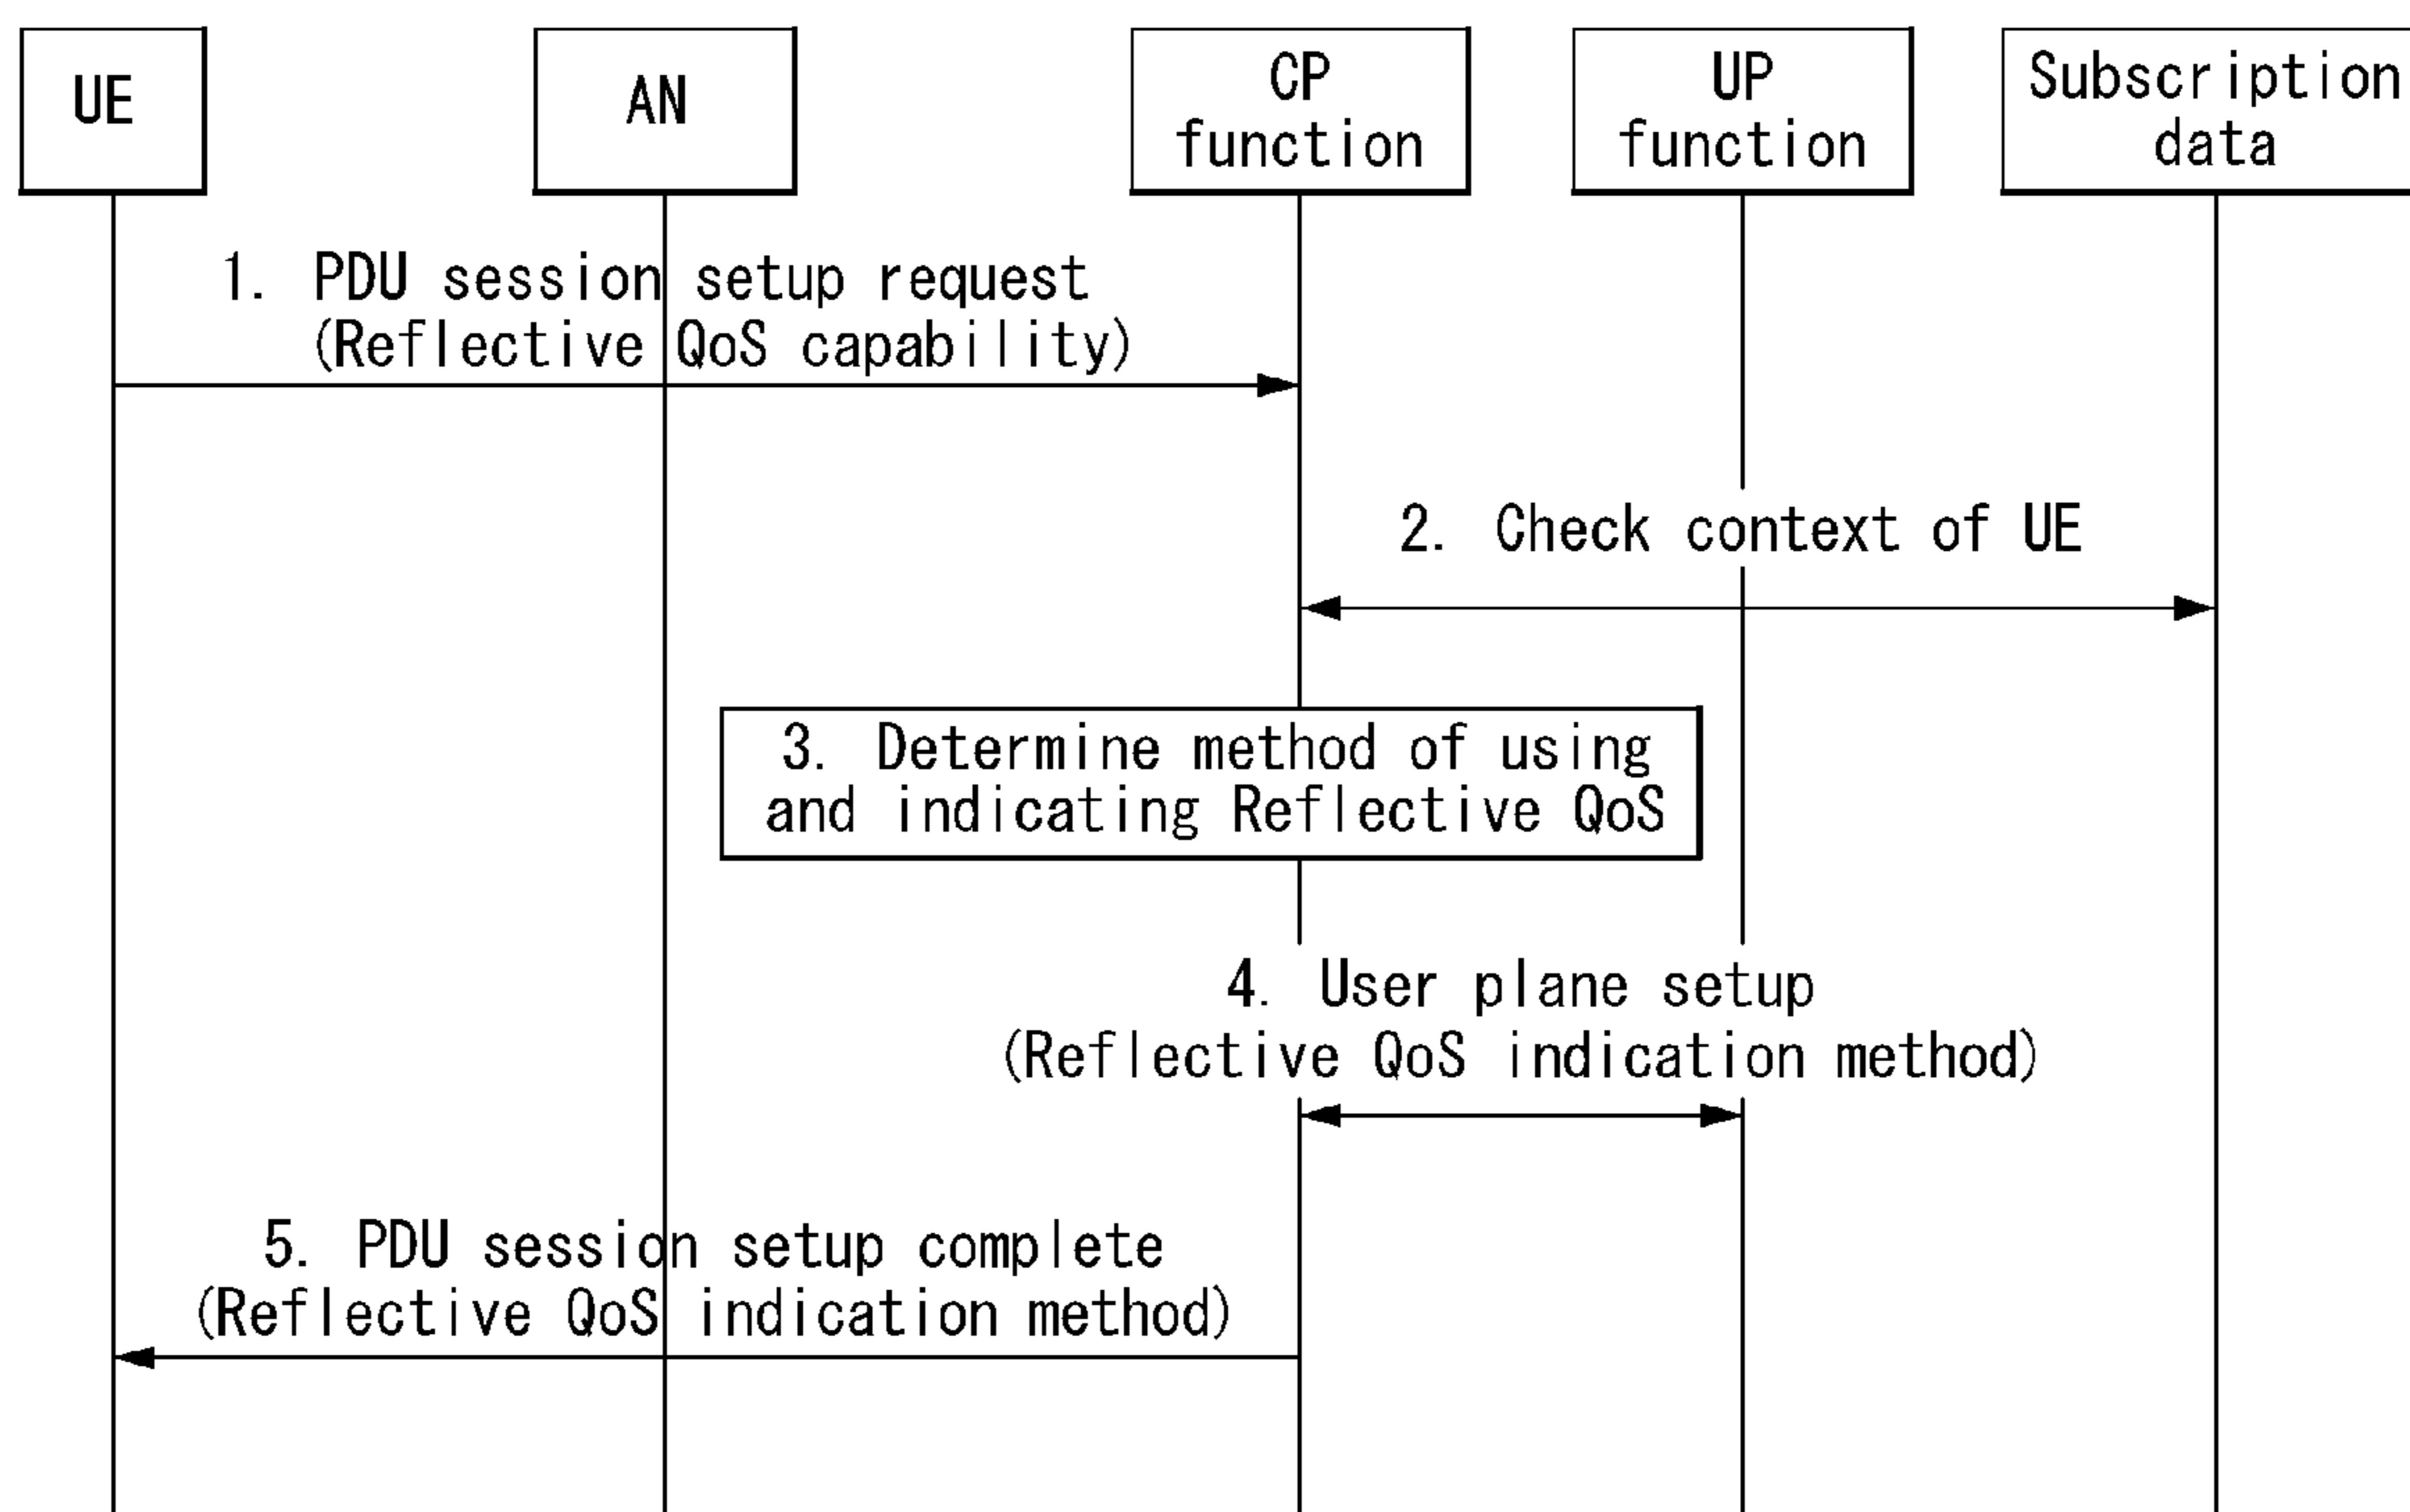 UE
AN
CP
function
UP
function
Subscription
data
1. PDU session setup request
(Reflective QoS capability)
2. Check context of UE
3. Determine method of using
and indicating Reflective QoS
4. User plane setup
(Reflective QoS indication method)
5. PDU session setup complete
(Reflective QoS indication method)